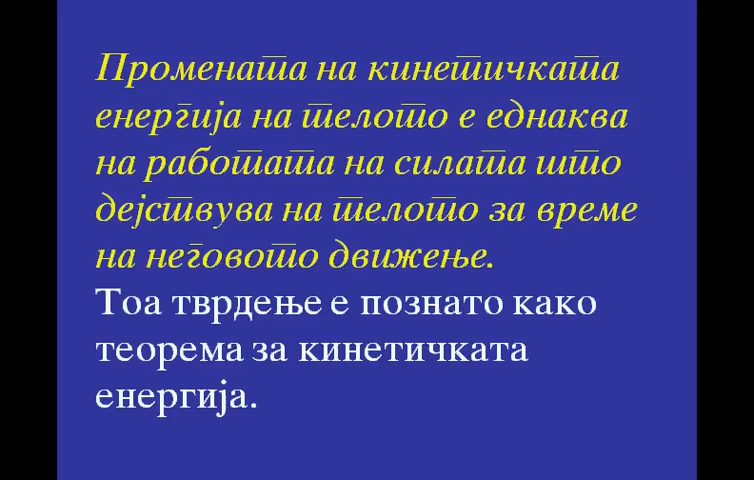 Промената на кинетичката
енергија на телото е еднаква
на работата на силата што
дејствува на телото за време
на неговото движење.
Тоа тврдење е познато како
теорема за кинетичката
енергија.